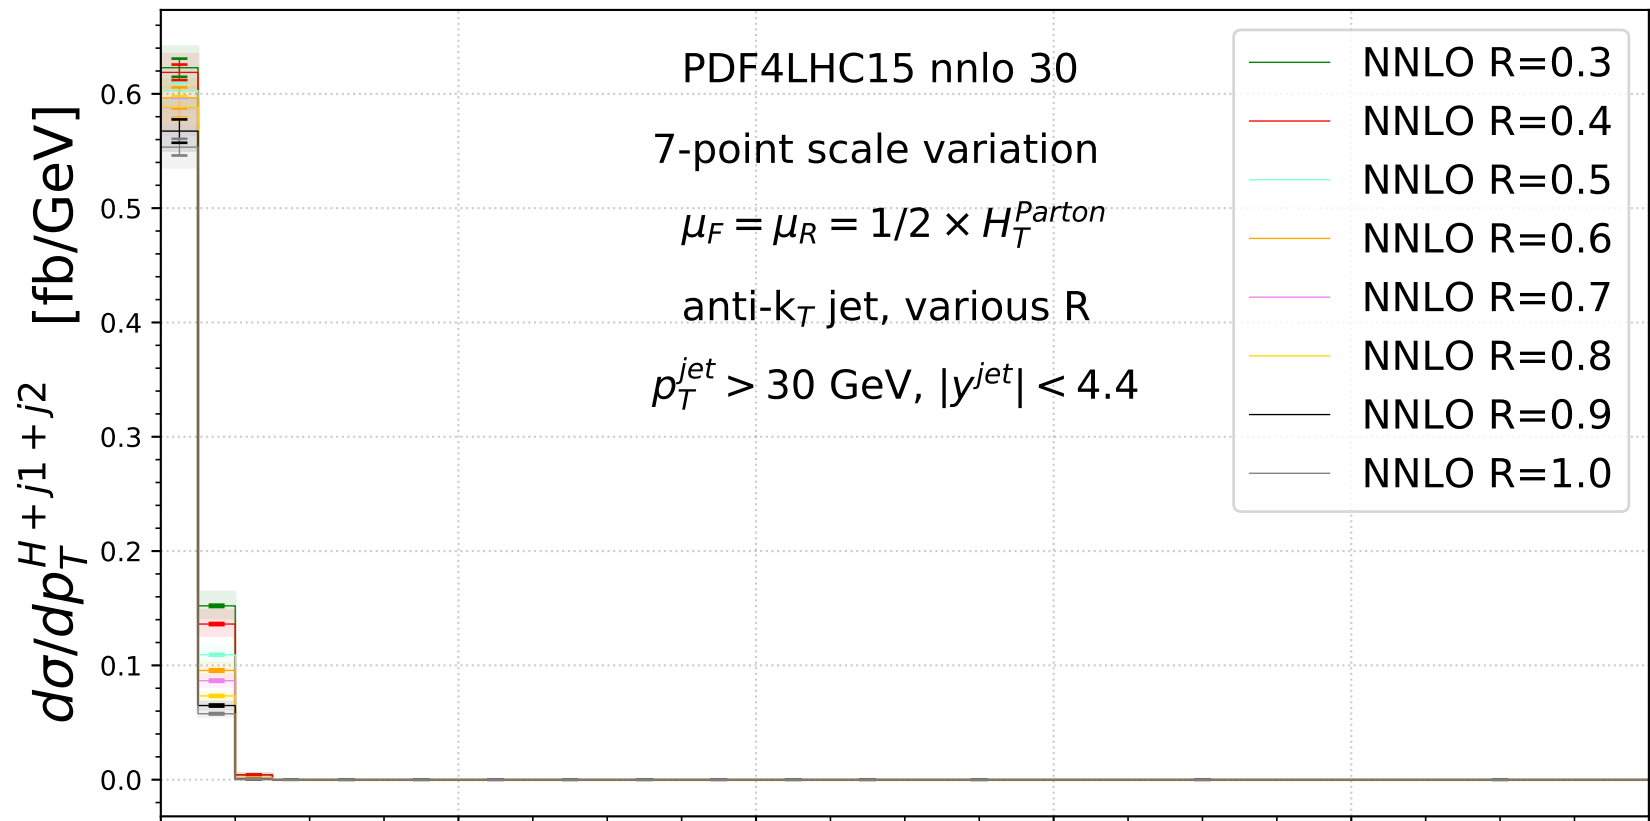 dσ/dp_T^{H + j1 + j2} [fb/GeV]
0.6
0.5
0.4
0.3
0.2
0.1
0.0
PDF4LHC15 nnlo 30
7-point scale variation
μ_F = μ_R = 1/2 × H_T^{Parton}
anti-k_T jet, various R
p_T^{jet} > 30 GeV, |y^{jet}| < 4.4
NNLO R=0.3
NNLO R=0.4
NNLO R=0.5
NNLO R=0.6
NNLO R=0.7
NNLO R=0.8
NNLO R=0.9
NNLO R=1.0